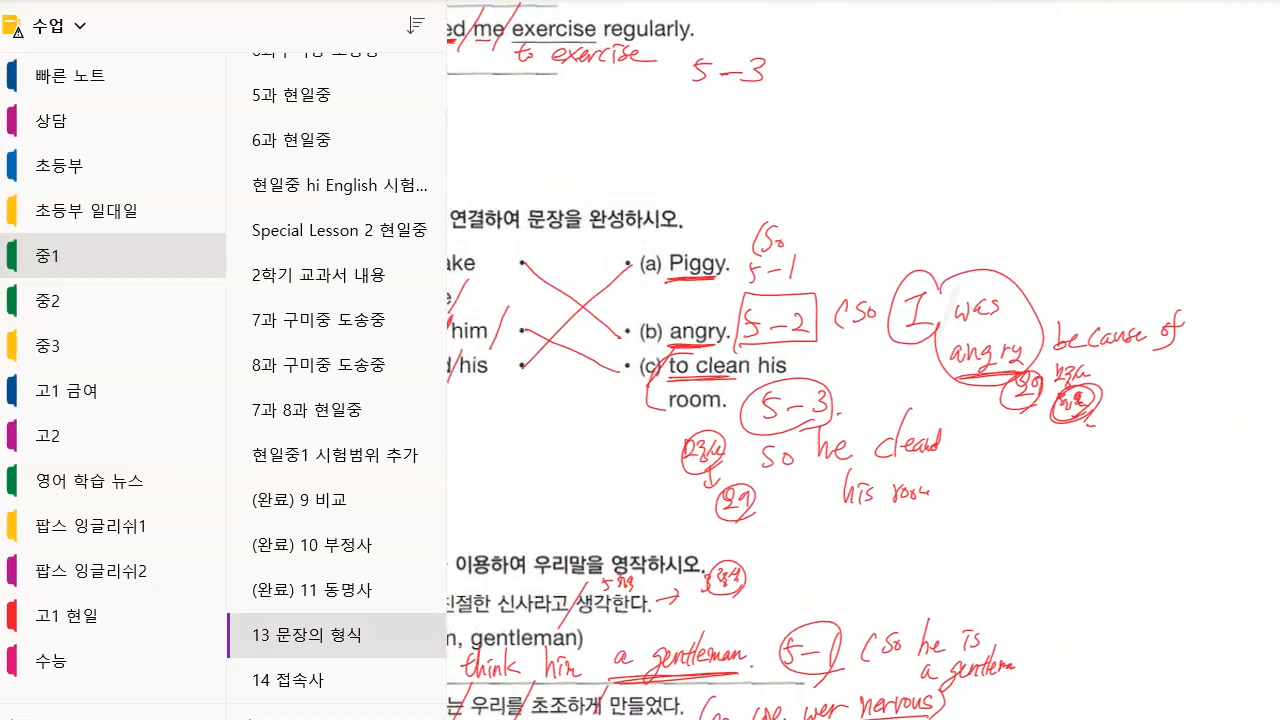 수업
빠른 노트
상담
초등부
초등부 일대일
중1
중2
중3
고1 금여
고2
영어 학습 뉴스
팝스 잉글리쉬1
팝스 잉글리쉬2
고1 현일
수능
5과 현일중
6과 현일중
현일중 hi English 시험...
Special Lesson 2 현일중
2학기 교과서 내용
7과 구미중 도송중
8과 구미중 도송중
7과 8과 현일중
현일중1 시험범위 추가
(완료) 9 비교
(완료) 10 부정사
(완료) 11 동명사
13 문장의 형식
14 접속사
ed me exercise regularly.
to exercise
5-3
연결하여 문장을 완성하시오.
ake
(a) Piggy.
(So
5-1
him
(b) angry.
5-2
(so I was
angry
because of
his
(c) to clean his
room.
5-3.
so he cleand
his room
이용하여 우리말을 영작하시오.
친절한 신사라고 생각한다.
m, gentleman)
think him a gentleman.
5-1
(so he is
a gentlema
는 우리를 초조하게 만들었다.
nervous)